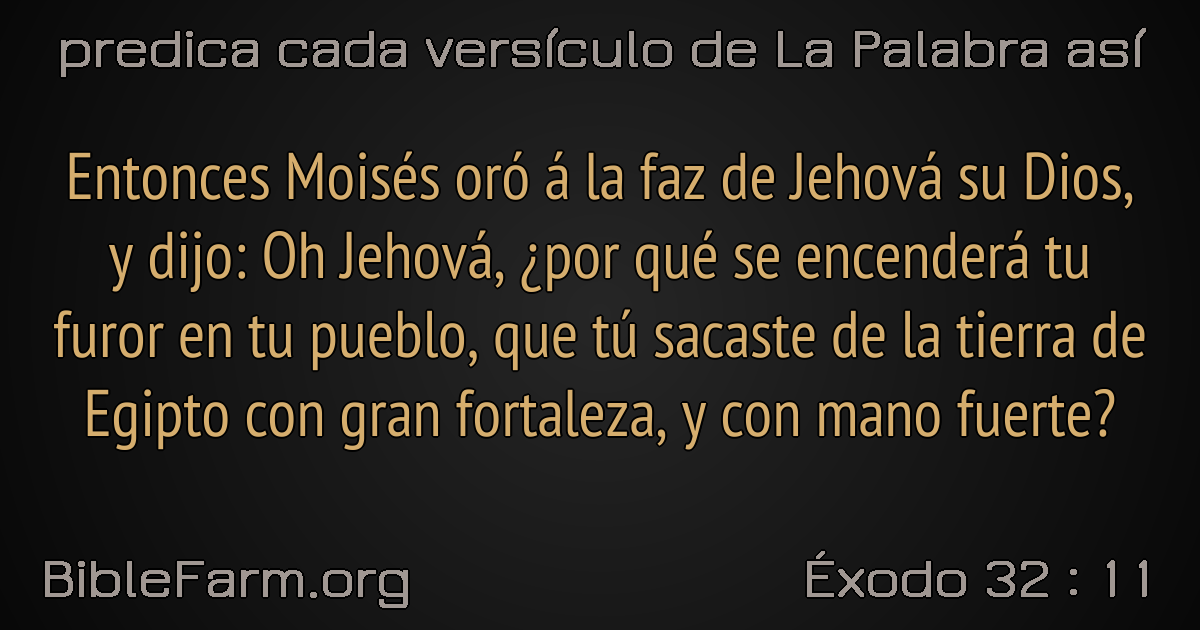 predica cada versículo de La Palabra así
Entonces Moisés oró á la faz de Jehová su Dios,
y dijo: Oh Jehová, ¿por qué se encenderá tu
furor en tu pueblo, que tú sacaste de la tierra de
Egipto con gran fortaleza, y con mano fuerte?
BibleFarm.org
Éxodo 32 : 11